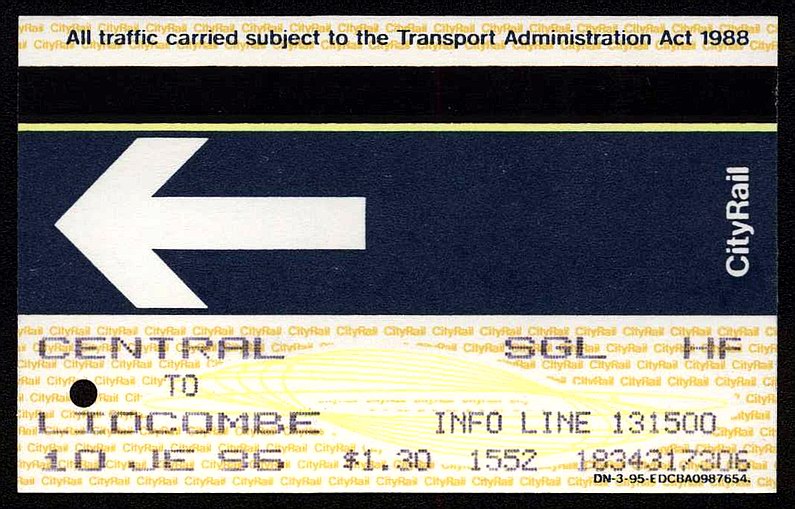 All traffic carried subject to the Transport Administration Act 1988
CityRail
CENTRAL SGL HF
TO
LIDCOMBE INFO LINE 131500
10 JE 96 $1.30 1552 1834317306
DN-3-95-EDCBA0987654.